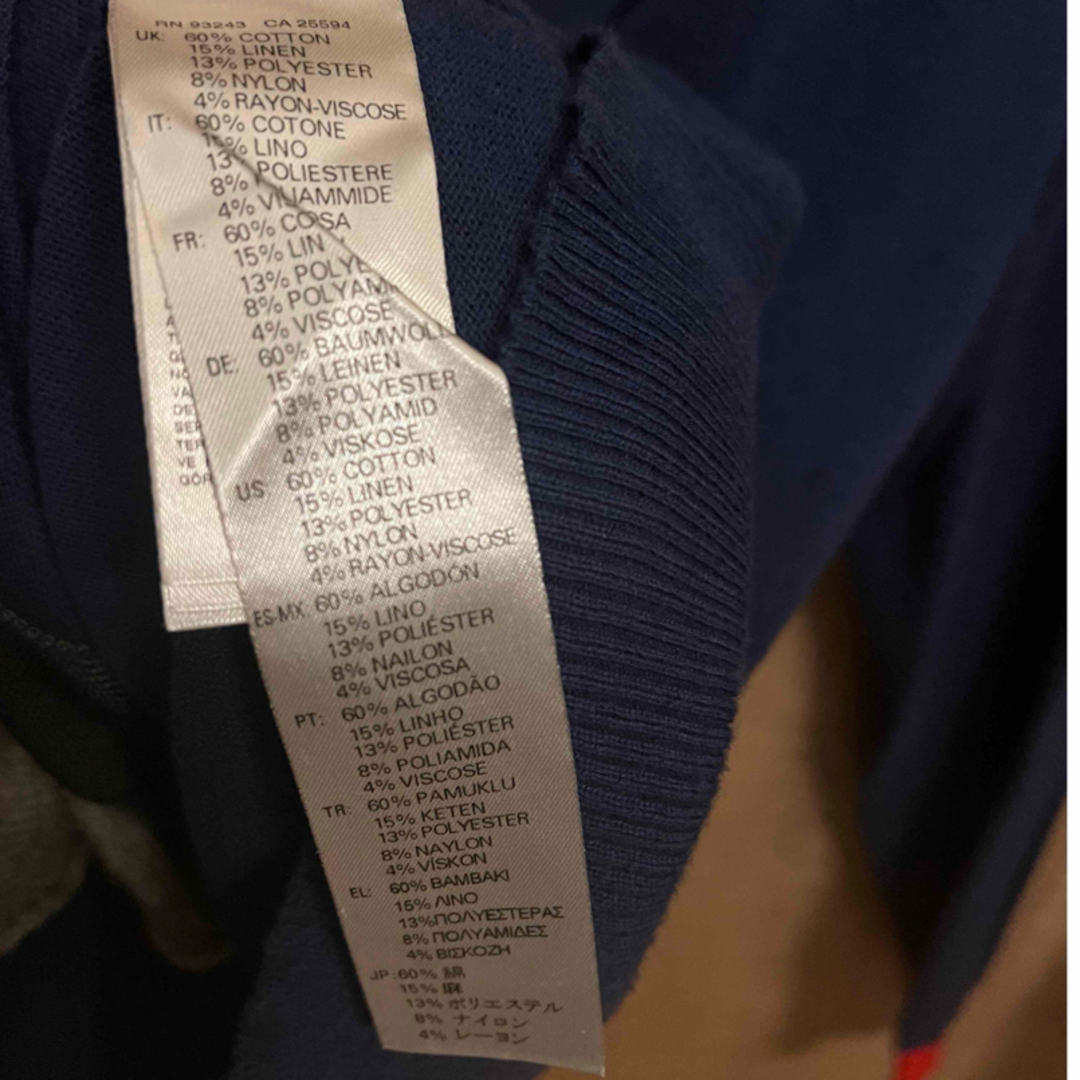 RN 93243 CA 25594
UK: 60% COTTON
15% LINEN
13% POLYESTER
8% NYLON
4% RAYON-VISCOSE
IT: 60% COTONE
15% LINO
13% POLIESTERE
8%
4%
FR: 60%
15% LIN
13%
8%
4% VISCOSE
DE: 60%
15% LEINEN
13% POLYESTER
8% POLYAMID
4% VISKOSE
US: 60% COTTON
15% LINEN
13% POLYESTER
8% NYLON
4% RAYON-VISCOSE
ES-MX 60% ALGODÓN
15% LINO
13% POLIÉSTER
8% NAILON
4% VISCOSA
PT: 60% ALGODÃO
15% LINHO
13% POLIÉSTER
8% POLIAMIDA
4% VISCOSE
TR: 60% PAMUKLU
15% KETEN
13% POLYESTER
8% NAYLON
4% VİSKON
EL: 60% BAMBAKI
15% ΛINO
13%ΠΟΛΥΕΣΤΕΡΑΣ
8% ΠΟΛΥΑΜΙΔΕΣ
4% ΒΙΣΚΟΖΗ
JP:60% 綿
15% 麻
13% ポリエステル
8% ナイロン
4% レーヨン